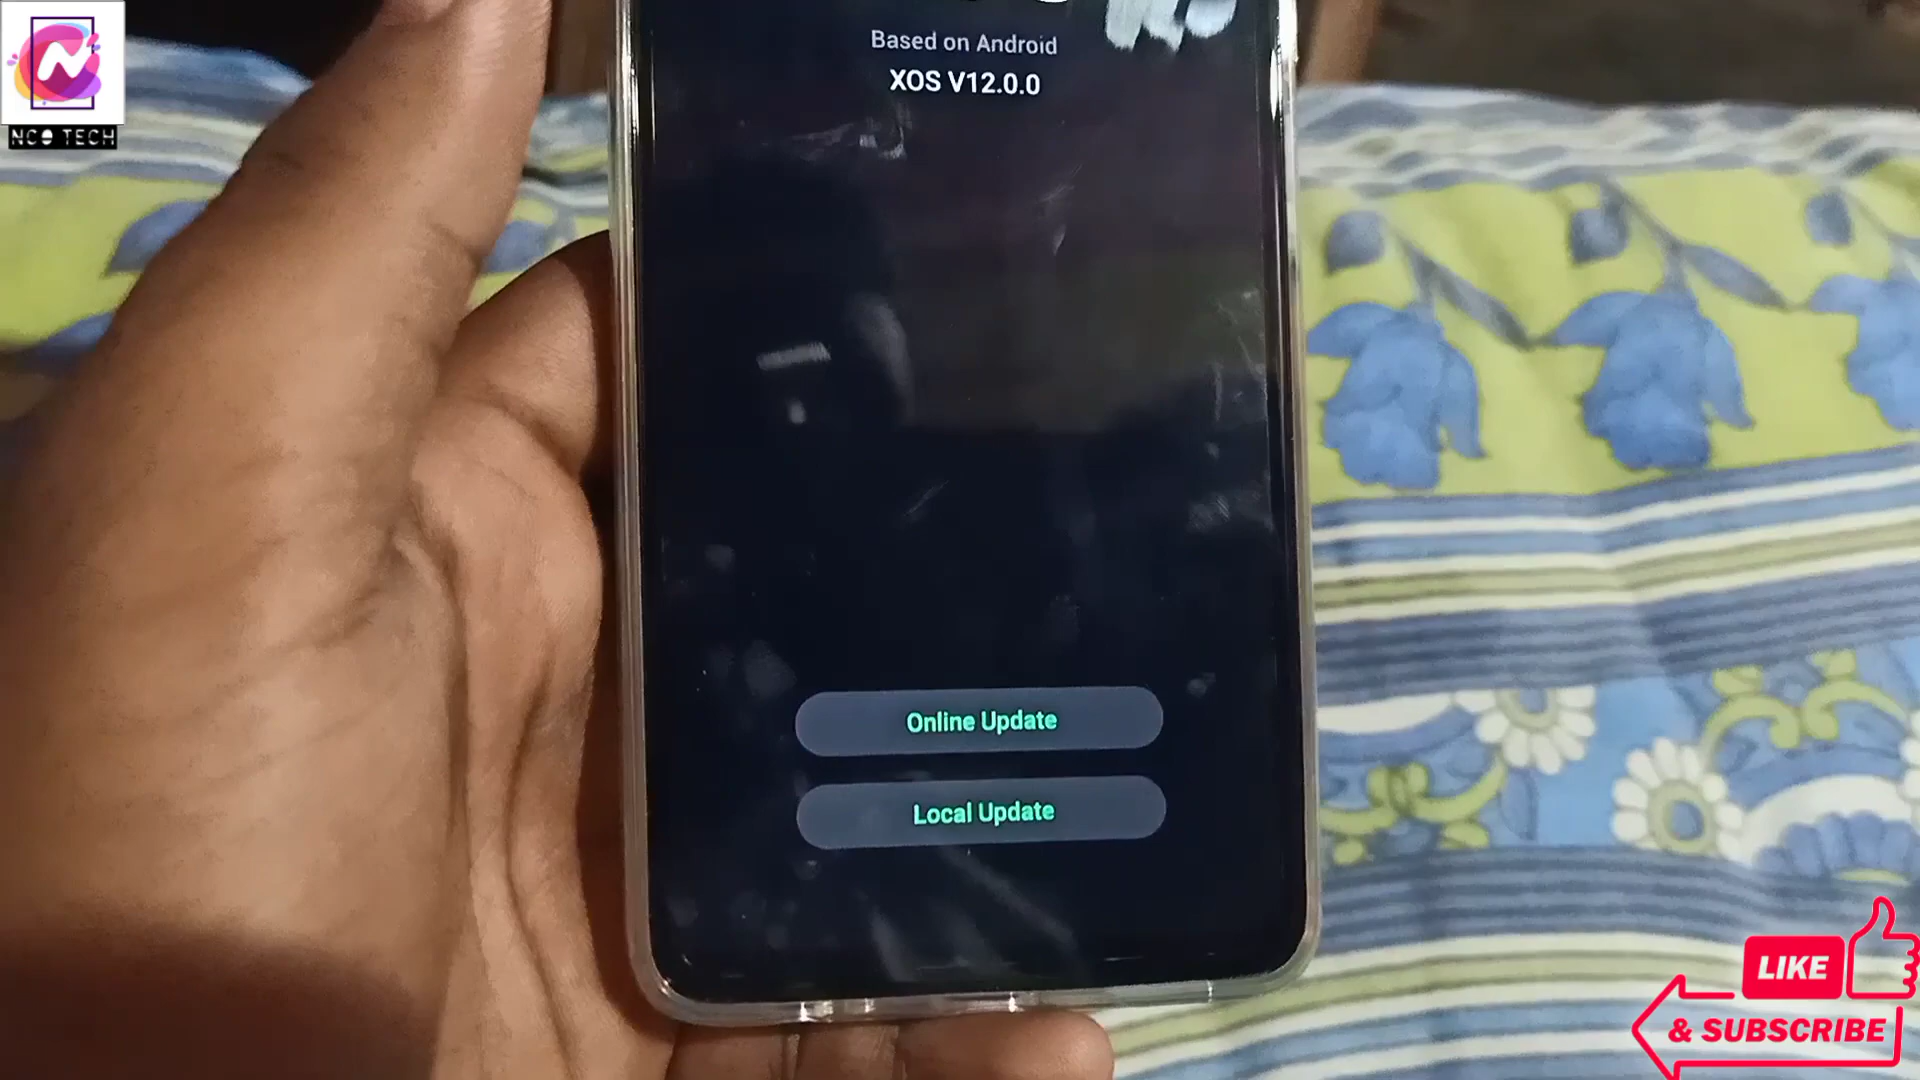 N
NCO TECH
Based on Android
XOS V12.0.0
Online Update
Local Update
LIKE
& SUBSCRIBE